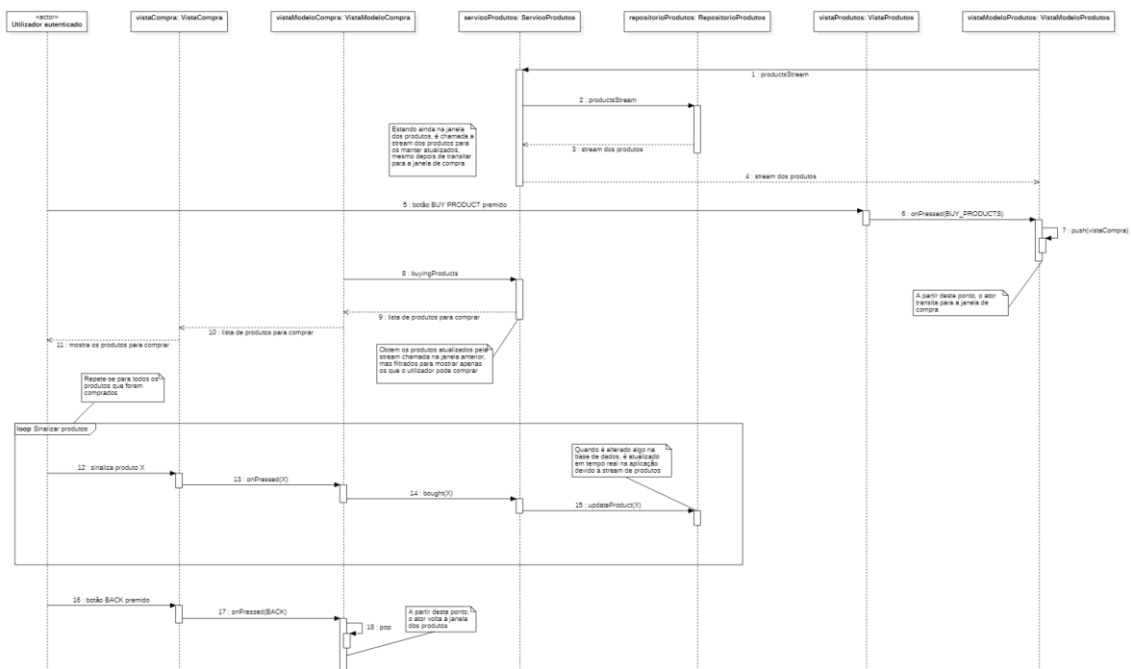 «actor»
Utilizador autenticado
vistaCompra: VistaCompra
vistaModeloCompra: VistaModeloCompra
servicoProdutos: ServicoProdutos
repositorioProdutos: RepositorioProdutos
vistaProdutos: VistaProdutos
vistaModeloProdutos: VistaModeloProdutos
1 : productsStream
2 : productsStream
Estando ainda na janela
dos produtos, é chamada a
stream dos produtos para
os manter atualizados,
mesmo depois de transitar
para a janela de compra
3 : stream dos produtos
4 : stream dos produtos
5 : botão BUY PRODUCT premido
6 : onPressed(BUY_PRODUCTS)
7 : push(vistaCompra)
8 : buyingProducts
A partir deste ponto, o ator
transita para a janela de
compra
9 : lista de produtos para comprar
10 : lista de produtos para comprar
11 : mostra os produtos para comprar
Obtem os produtos atualizados pela
stream chamada na janela anterior,
mas filtrados para mostrar apenas
os que o utilizador pode comprar
Repete-se para todos os
produtos que forem
comprados
loop Sinalizar produtos
Quando é alterado algo na
base de dados, é atualizado
em tempo real na aplicação
devido à stream de produtos
12 : sinaliza produto X
13 : onPressed(X)
14 : bought(X)
15 : updateProduct(X)
16 : botão BACK premido
17 : onPressed(BACK)
18 : pop
A partir deste ponto,
o ator volta à janela
dos produtos